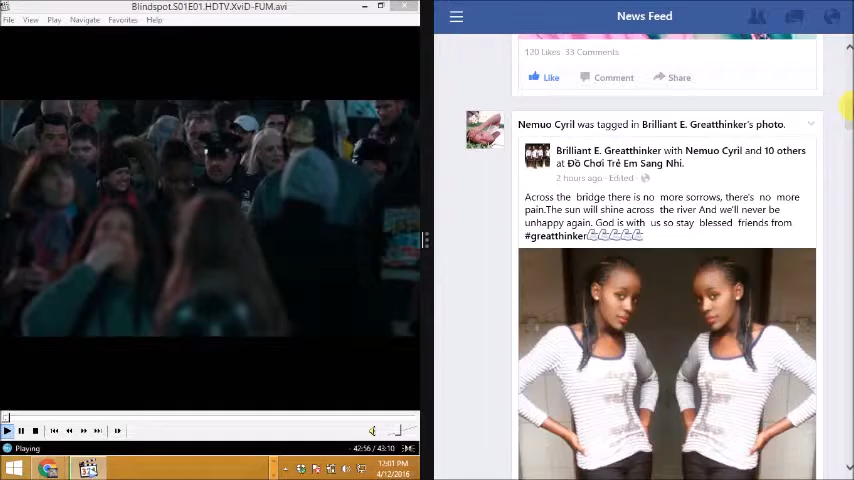 Blindspot.S01E01.HDTV.XviD-FUM.avi
File View Play Navigate Favorites Help
Playing
42:56 / 43:10
12:01 PM
4/12/2016
News Feed
120 Likes 33 Comments
Like Comment Share
Nemuo Cyril was tagged in Brilliant E. Greatthinker's photo.
Brilliant E. Greatthinker with Nemuo Cyril and 10 others
at Đồ Chơi Trẻ Em Sang Nhi.
2 hours ago · Edited ·
Across the bridge there is no more sorrows, there's no more
pain.The sun will shine across the river And we'll never be
unhappy again. God is with us so stay blessed friends from
#greatthinker